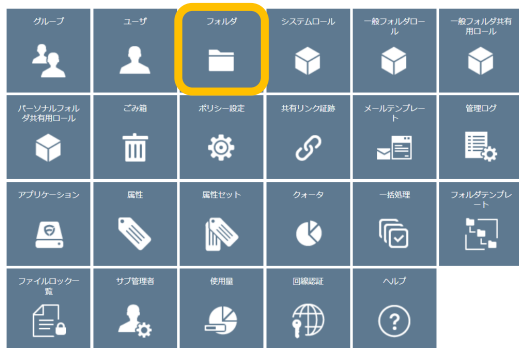 グループ
ユーザ
フォルダ
システムロール
一般フォルダロー
ル
一般フォルダ共有
用ロール
パーソナルフォル
ダ共有用ロール
ごみ箱
ポリシー設定
共有リンク証跡
メールテンプレー
ト
管理ログ
アプリケーション
属性
属性セット
クォータ
一括処理
フォルダテンプレ
ート
ファイルロック一
覧
サブ管理者
使用量
回線認証
ヘルプ
?